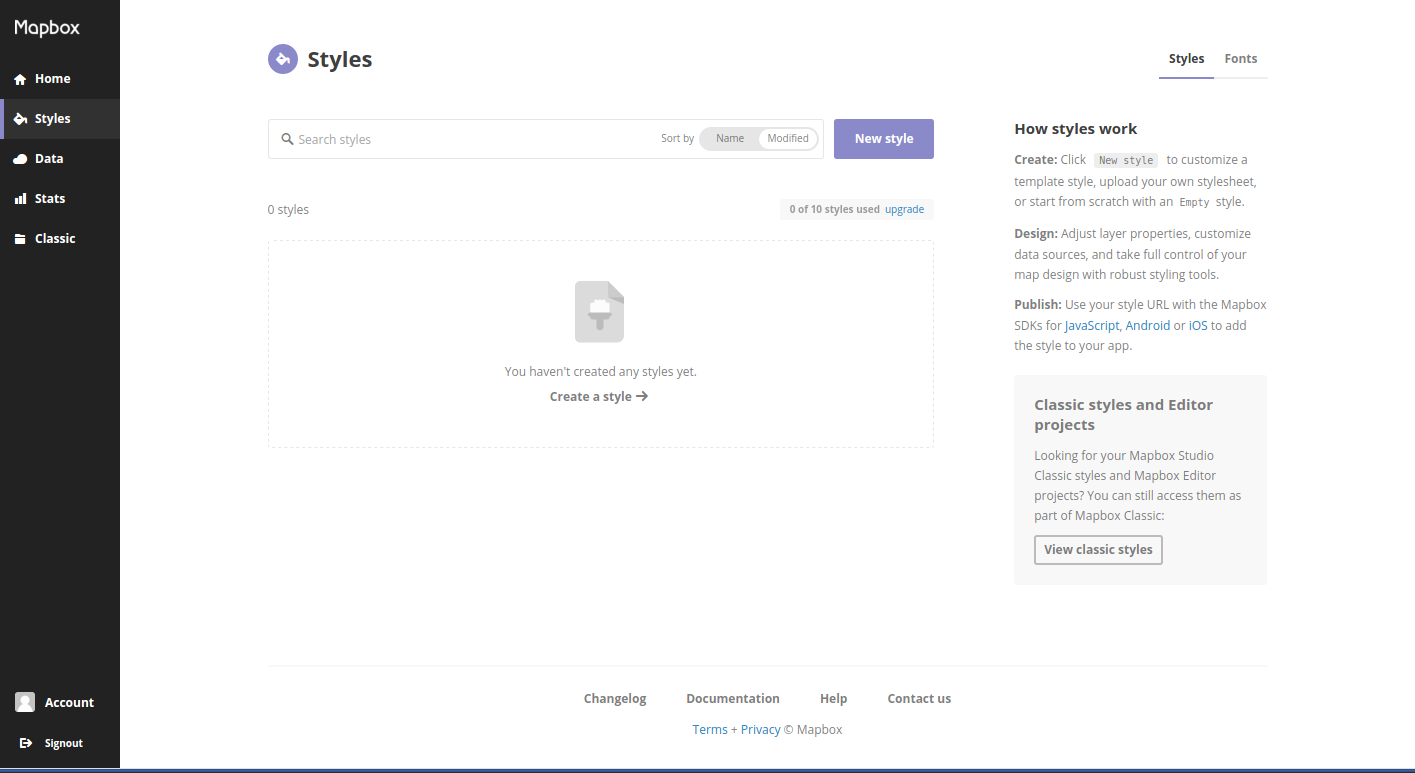 Mapbox
Home
Styles
Data
Stats
Classic
Account
Signout
Styles
Styles Fonts
Search styles Sort by Name Modified New style
0 styles 0 of 10 styles used upgrade
You haven't created any styles yet.
Create a style →
How styles work
Create: Click New style to customize a
template style, upload your own stylesheet,
or start from scratch with an Empty style.
Design: Adjust layer properties, customize
data sources, and take full control of your
map design with robust styling tools.
Publish: Use your style URL with the Mapbox
SDKs for JavaScript, Android or iOS to add
the style to your app.
Classic styles and Editor
projects
Looking for your Mapbox Studio
Classic styles and Mapbox Editor
projects? You can still access them as
part of Mapbox Classic:
View classic styles
Changelog Documentation Help Contact us
Terms + Privacy © Mapbox